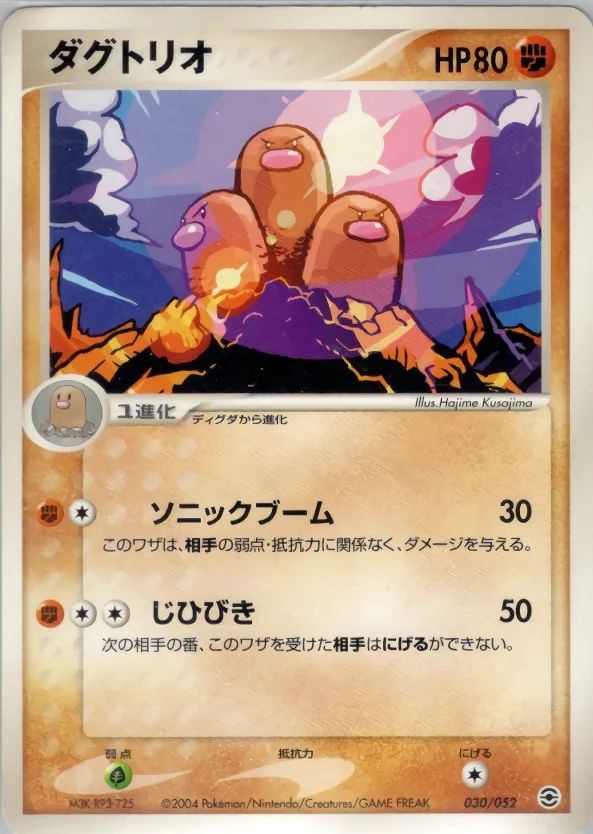 ダグトリオ HP80
Illus.Hajime Kusajima
1進化 ディグダから進化
ソニックブーム 30
このワザは、相手の弱点・抵抗力に関係なく、ダメージを与える。
じひびき 50
次の相手の番、このワザを受けた相手はにげるができない。
弱点 抵抗力 にげる
©2004 Pokémon/Nintendo/Creatures/GAME FREAK 030/052